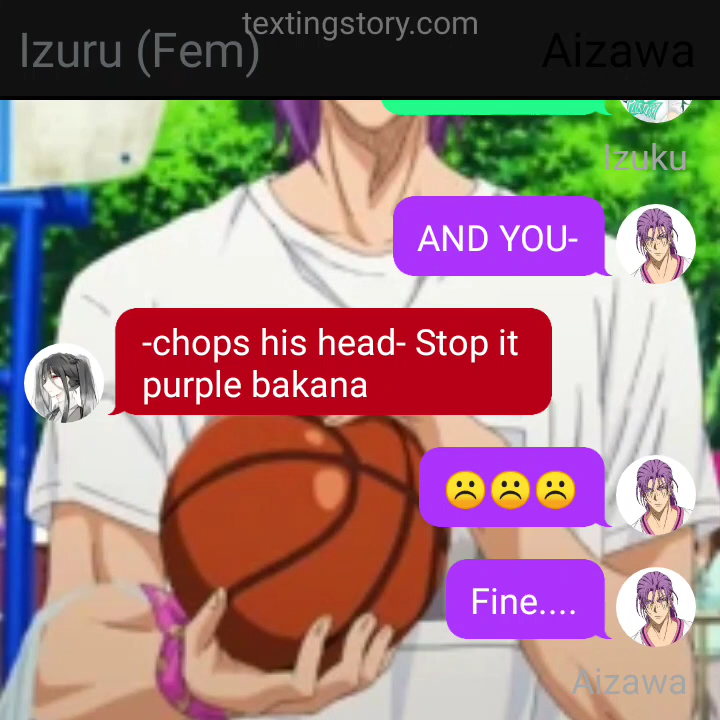 textingstory.com
Izuru (Fem)
Aizawa
Izuku
AND YOU-
-chops his head- Stop it
purple bakana
☹️☹️☹️
Fine....
Aizawa